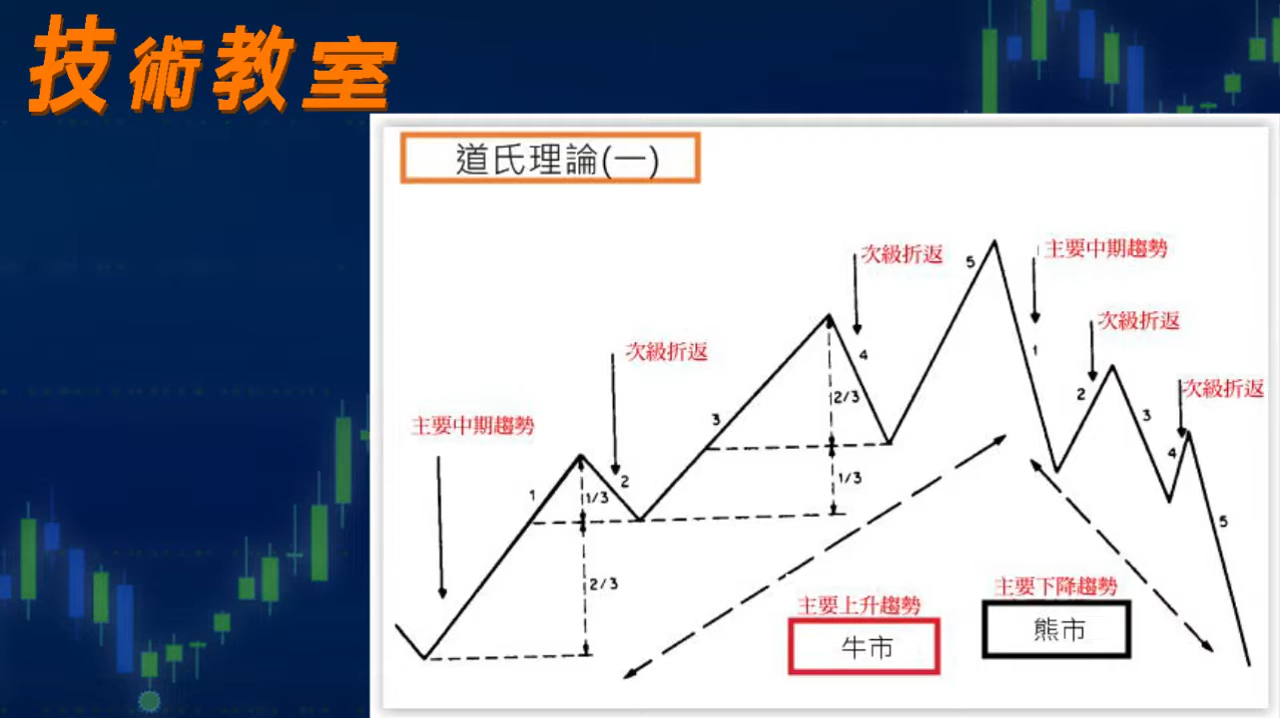 技術教室
道氏理論(一)
次級折返
5
主要中期趨勢
次級折返
次級折返
4
1
次級折返
2/3
2
3
3
主要中期趨勢
4
1/3
2
1
1/3
5
2/3
主要上升趨勢
主要下降趨勢
牛市
熊市